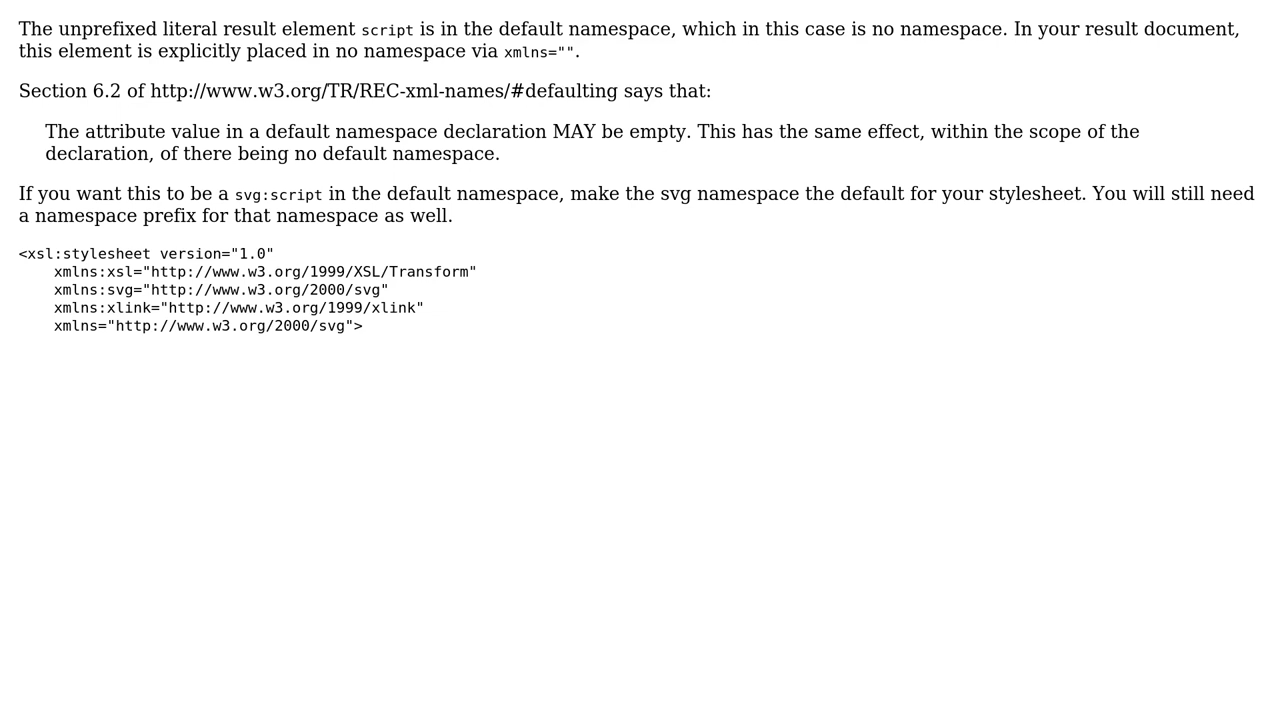 The unprefixed literal result element script is in the default namespace, which in this case is no namespace. In your result document,
this element is explicitly placed in no namespace via xmlns="".
Section 6.2 of http://www.w3.org/TR/REC-xml-names/#defaulting says that:
The attribute value in a default namespace declaration MAY be empty. This has the same effect, within the scope of the
declaration, of there being no default namespace.
If you want this to be a svg:script in the default namespace, make the svg namespace the default for your stylesheet. You will still need
a namespace prefix for that namespace as well.
<xsl:stylesheet version="1.0"
    xmlns:xsl="http://www.w3.org/1999/XSL/Transform"
    xmlns:svg="http://www.w3.org/2000/svg"
    xmlns:xlink="http://www.w3.org/1999/xlink"
    xmlns="http://www.w3.org/2000/svg">